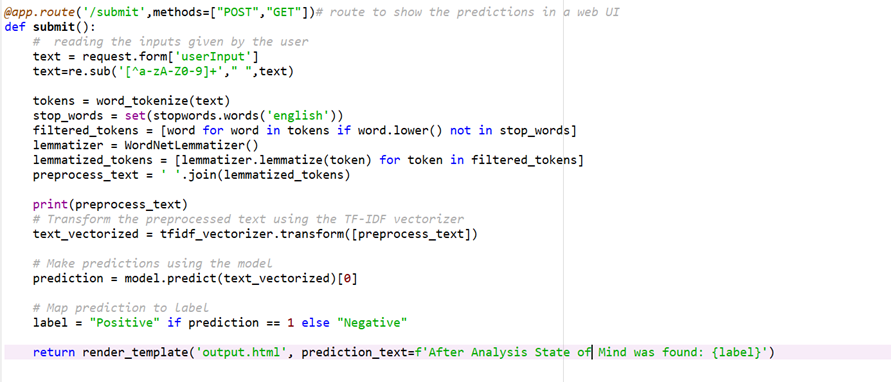 @app.route('/submit',methods=["POST","GET"])# route to show the predictions in a web UI
def submit():
    #  reading the inputs given by the user
    text = request.form['userInput']
    text=re.sub('[^a-zA-Z0-9]+'," ",text)

    tokens = word_tokenize(text)
    stop_words = set(stopwords.words('english'))
    filtered_tokens = [word for word in tokens if word.lower() not in stop_words]
    lemmatizer = WordNetLemmatizer()
    lemmatized_tokens = [lemmatizer.lemmatize(token) for token in filtered_tokens]
    preprocess_text = ' '.join(lemmatized_tokens)

    print(preprocess_text)
    # Transform the preprocessed text using the TF-IDF vectorizer
    text_vectorized = tfidf_vectorizer.transform([preprocess_text])

    # Make predictions using the model
    prediction = model.predict(text_vectorized)[0]

    # Map prediction to label
    label = "Positive" if prediction == 1 else "Negative"

    return render_template('output.html', prediction_text=f'After Analysis State of Mind was found: {label}')